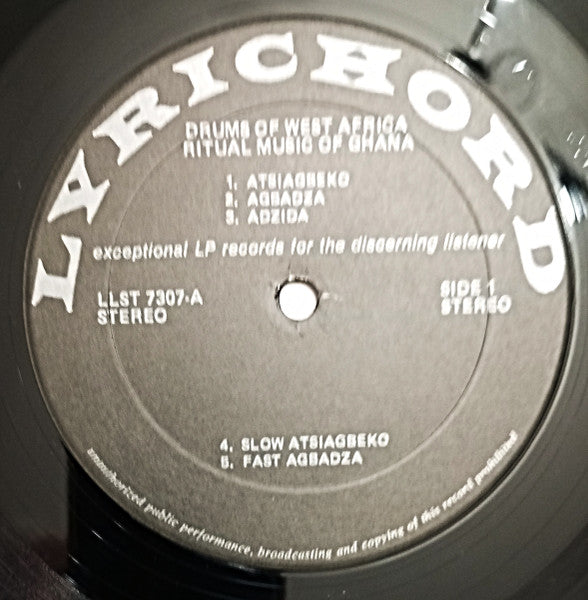 LYRICHORD
DRUMS OF WEST AFRICA
RITUAL MUSIC OF GHANA
1. ATSIAGBEKO
2. AGBADZA
3. ADZIDA
exceptional LP records for the discerning listener
LLST 7307-A
STEREO
SIDE 1
STEREO
4. SLOW ATSIAGBEKO
5. FAST AGBADZA
unauthorized public performance, broadcasting and copying of this record prohibited